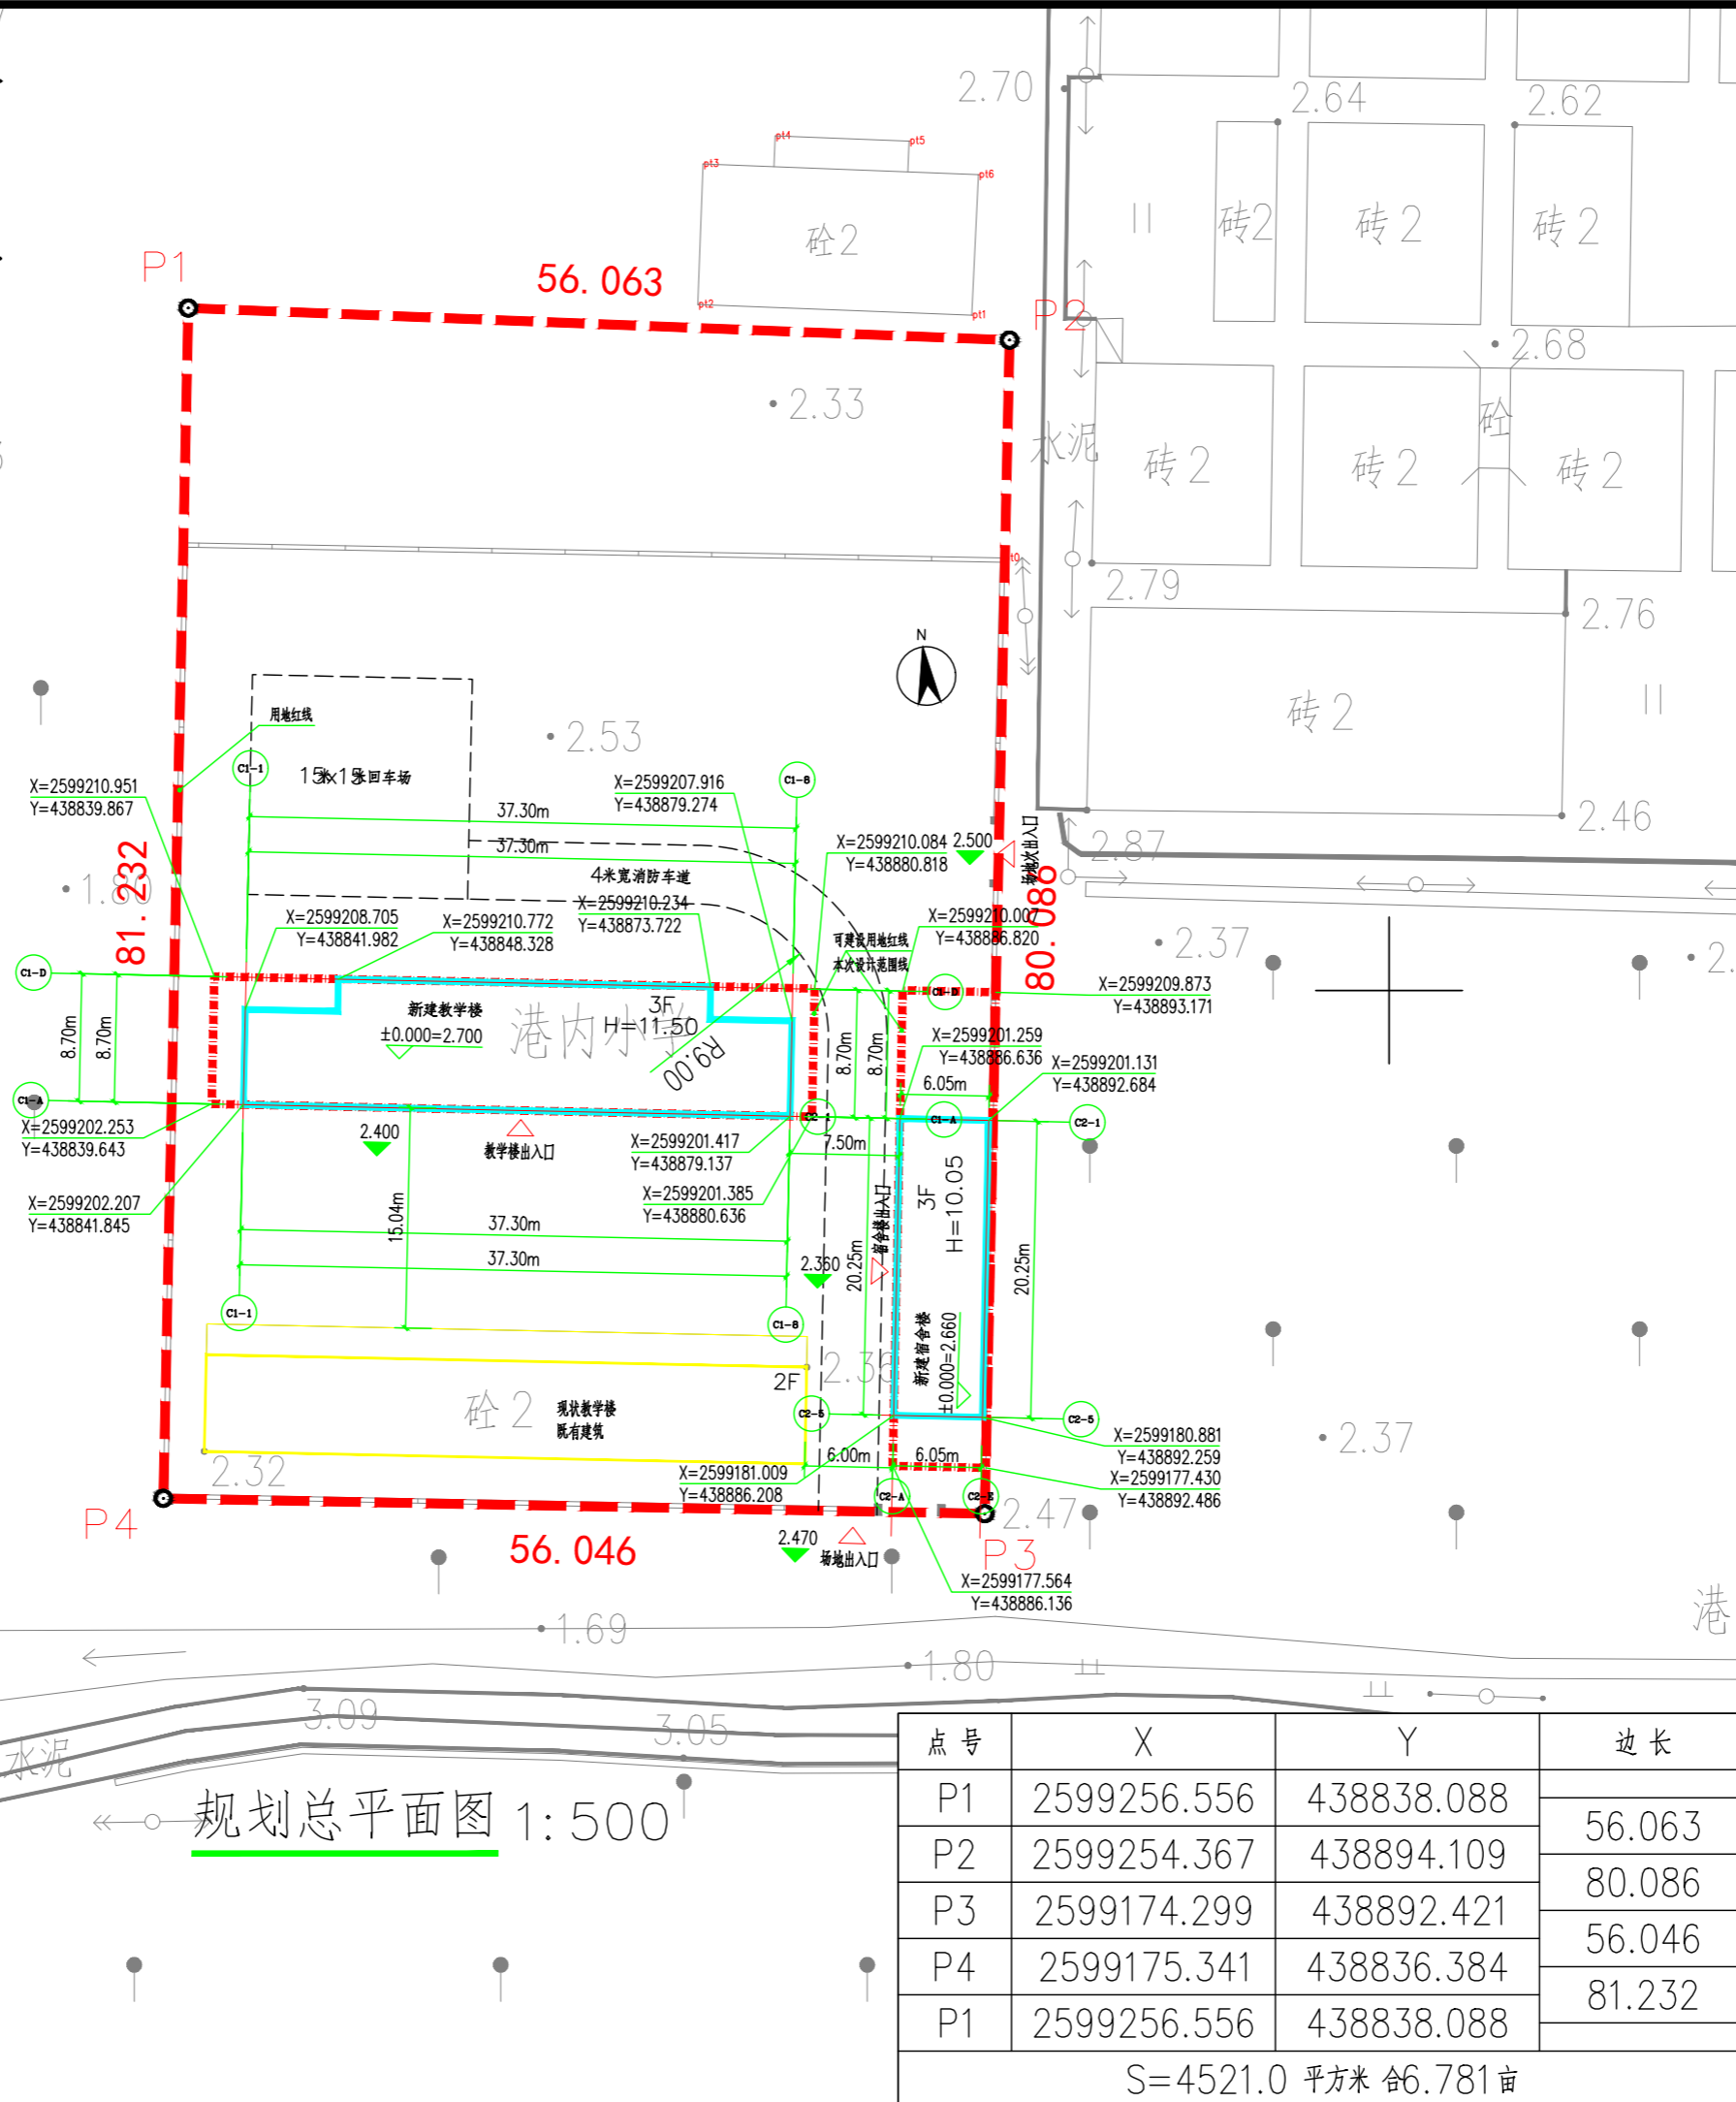 2.70
2.64
2.62
pt4
pt5
pt3
pt6
砼2
砖2
砖2
砖2
P1
56.063
pt2
pt1
P2
2.68
2.33
水泥
砼
砖2
砖2
砖2
t0
2.79
2.76
N
用地红线
2.53
砖2
C1-1
15米x15米回车场
C1-8
X=2599210.951
Y=438839.867
X=2599207.916
Y=438879.274
37.30m
37.30m
X=2599210.084
Y=438880.818
2.500
场地次出入口
2.46
2.87
81.232
4米宽消防车道
80.086
X=2599208.705
Y=438841.982
X=2599210.772
Y=438848.328
X=2599210.234
Y=438873.722
X=2599210.007
Y=438886.820
可建设用地红线
本次设计范围线
2.37
C1-D
C1-D
X=2599209.873
Y=438893.171
新建教学楼
±0.000=2.700
港内小学
3F
H=11.50
R9.00
8.70m
8.70m
8.70m
8.70m
X=2599201.259
Y=438886.636
X=2599201.131
Y=438892.684
6.05m
C1-A
C1-A
C2-1
C2-1
X=2599202.253
Y=438839.643
2.400
教学楼出入口
X=2599201.417
Y=438879.137
7.50m
X=2599202.207
Y=438841.845
X=2599201.385
Y=438880.636
15.04m
37.30m
37.30m
宿舍楼出入口
3F
H=10.05
2.360
20.25m
20.25m
C1-1
C1-8
新建宿舍楼
±0.000=2.660
2.36
2F
砼2
现状教学楼
既有建筑
C2-5
C2-5
2.37
X=2599180.881
Y=438892.259
2.32
6.00m
6.05m
X=2599181.009
Y=438886.208
X=2599177.430
Y=438892.486
C2-A
C2-E
2.47
P4
56.046
2.470
场地出入口
P3
X=2599177.564
Y=438886.136
港
1.69
1.80
3.09
3.05
水泥
规划总平面图 1:500
点号 X Y 边长
P1 2599256.556 438838.088
56.063
P2 2599254.367 438894.109
80.086
P3 2599174.299 438892.421
56.046
P4 2599175.341 438836.384
81.232
P1 2599256.556 438838.088
S=4521.0 平方米 合6.781亩